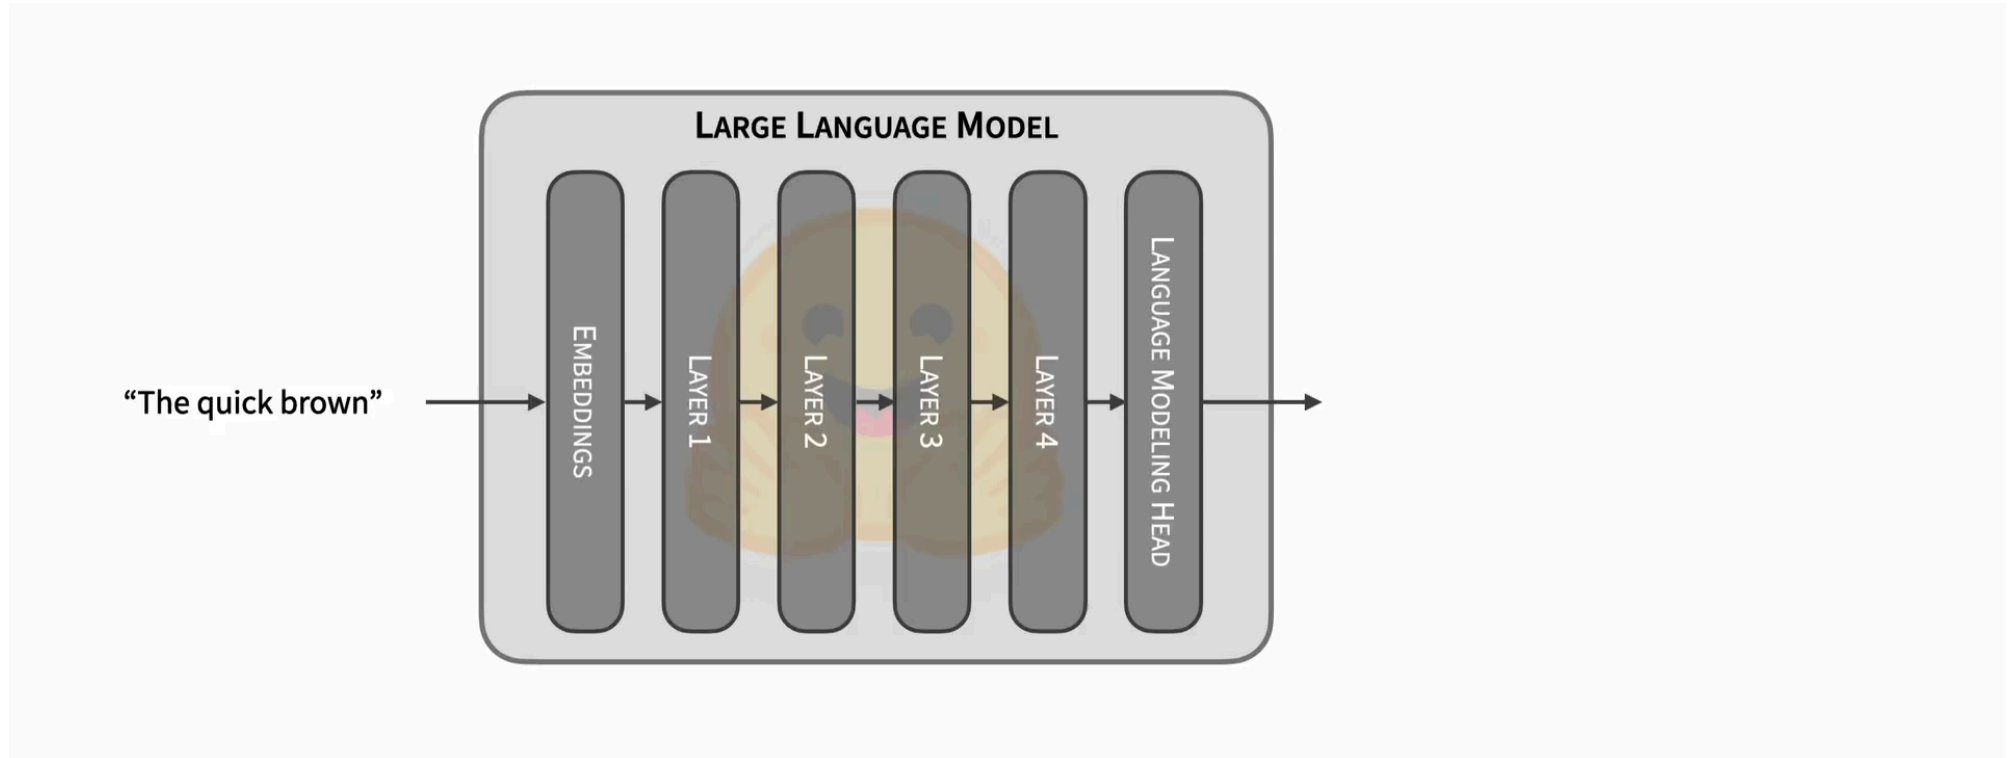 LARGE LANGUAGE MODEL
“The quick brown”
EMBEDDINGS
LAYER 1
LAYER 2
LAYER 3
LAYER 4
LANGUAGE MODELING HEAD